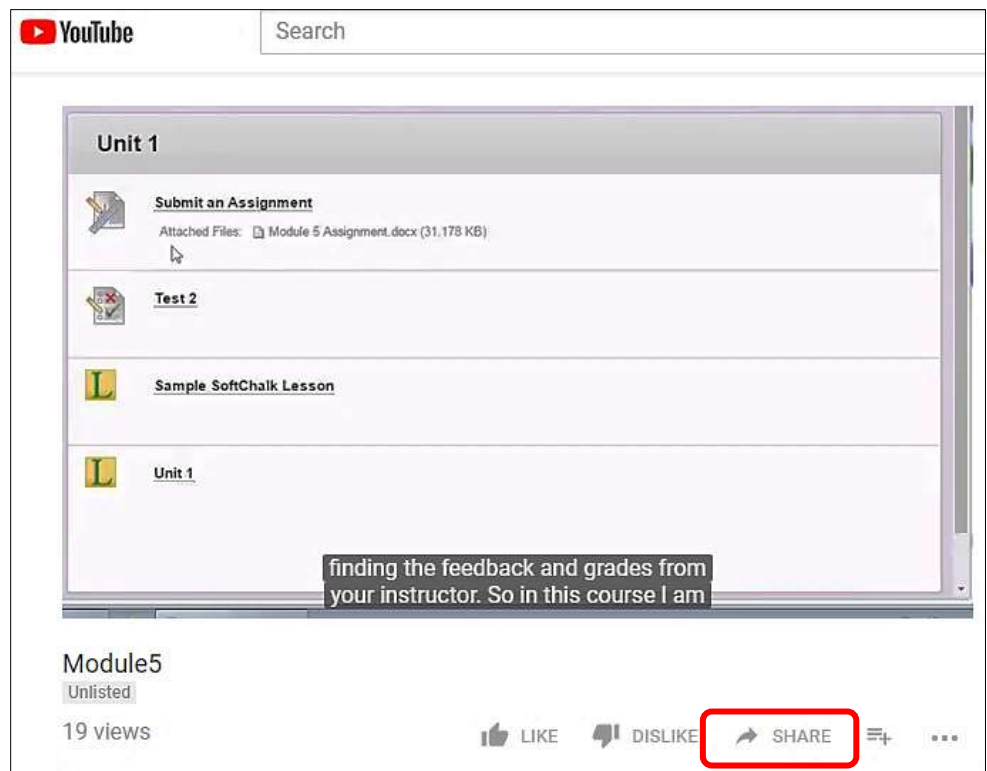 YouTube
Search
Unit 1
Submit an Assignment
Attached Files: Module 5 Assignment.docx (31.178 KB)
Test 2
L
Sample SoftChalk Lesson
L
Unit 1
finding the feedback and grades from
your instructor. So in this course I am
Module5
Unlisted
19 views
LIKE DISLIKE SHARE